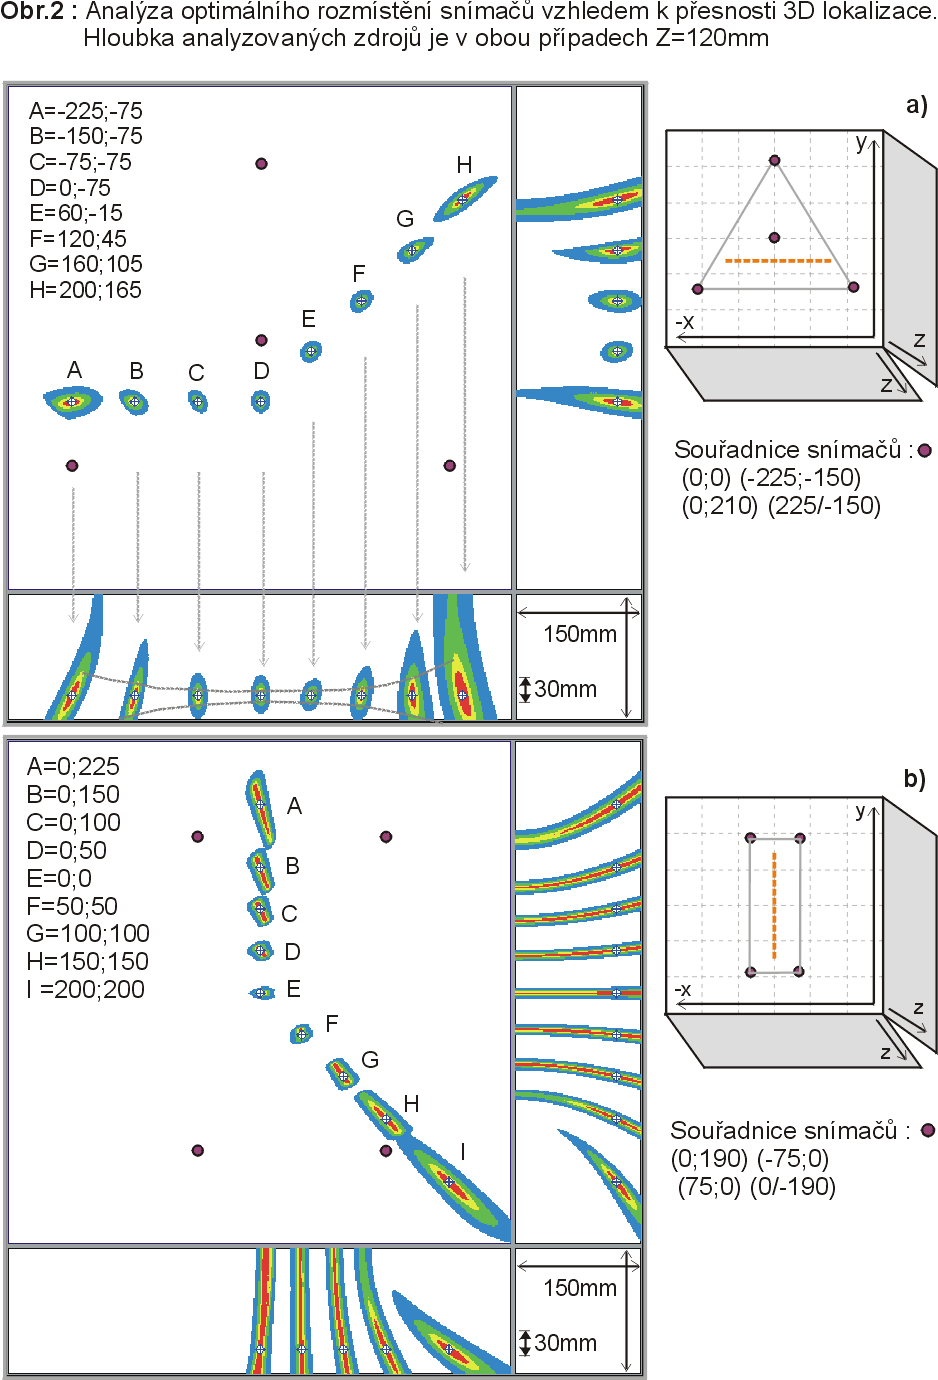 Obr.2 : Analýza optimálního rozmístění snímačů vzhledem k přesnosti 3D lokalizace.
Hloubka analyzovaných zdrojů je v obou případech Z=120mm
A=-225;-75
B=-150;-75
C=-75;-75
D=0;-75
E=60;-15
F=120;45
G=160;105
H=200;165
A
B
C
D
E
F
G
H
150mm
30mm
a)
y
-x
z
z
Souřadnice snímačů :
(0;0) (-225;-150)
(0;210) (225/-150)
A=0;225
B=0;150
C=0;100
D=0;50
E=0;0
F=50;50
G=100;100
H=150;150
I =200;200
A
B
C
D
E
F
G
H
I
150mm
30mm
b)
y
-x
z
z
Souřadnice snímačů :
(0;190) (-75;0)
(75;0) (0/-190)